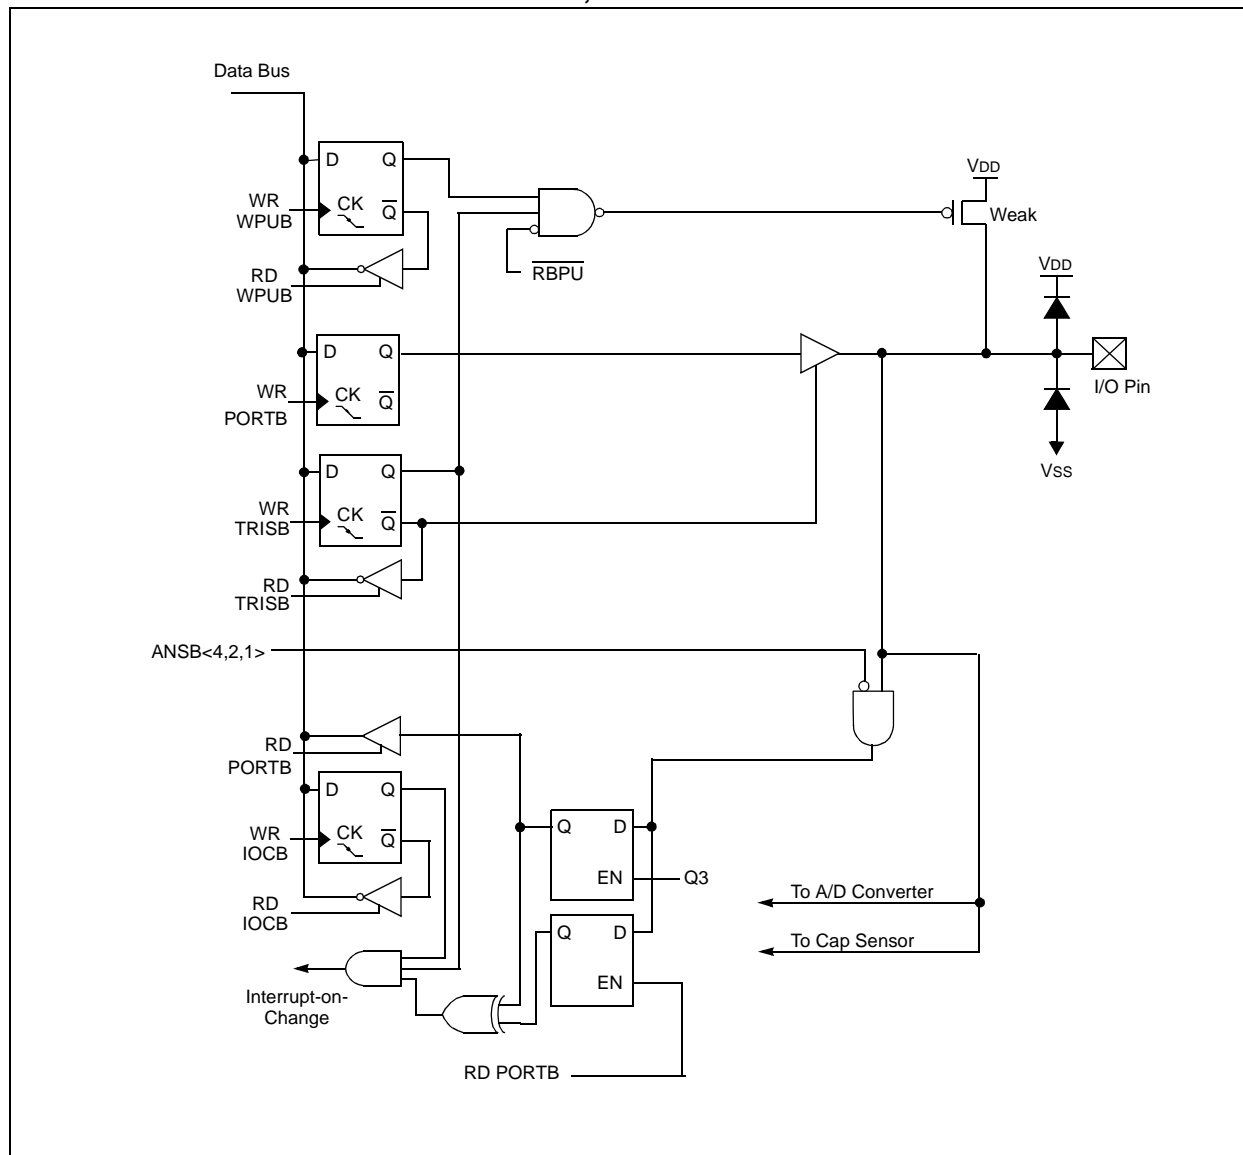 Data Bus
D Q
WR
WPUB
CK Q
RD
WPUB
RBPU
VDD
Weak
VDD
D Q
WR
PORTB
CK Q
I/O Pin
VSS
D Q
WR
TRISB
CK Q
RD
TRISB
ANSB<4,2,1>
RD
PORTB
D Q
WR
IOCB
CK Q
RD
IOCB
Q D
EN
Q3
Q D
EN
To A/D Converter
To Cap Sensor
Interrupt-on-
Change
RD PORTB